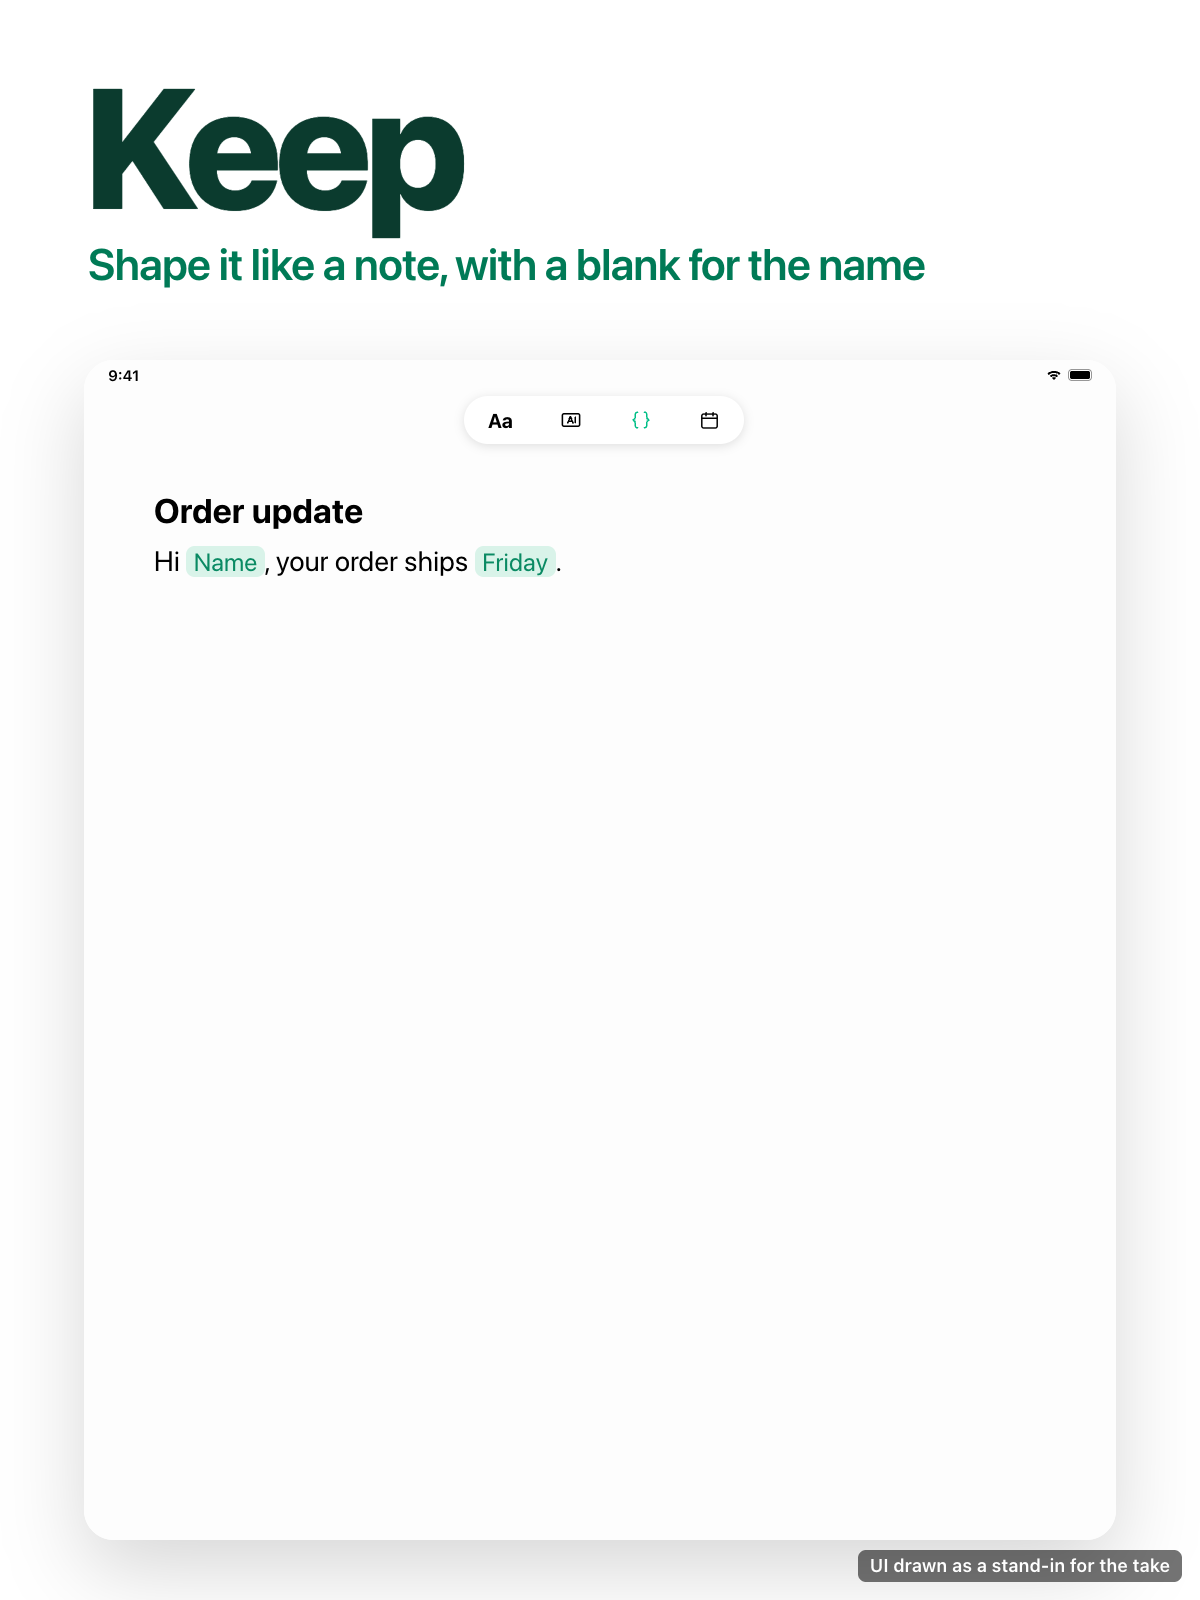 Keep
Shape it like a note, with a blank for the name
9:41
Aa AI { }
Order update
Hi Name, your order ships Friday.
UI drawn as a stand-in for the take